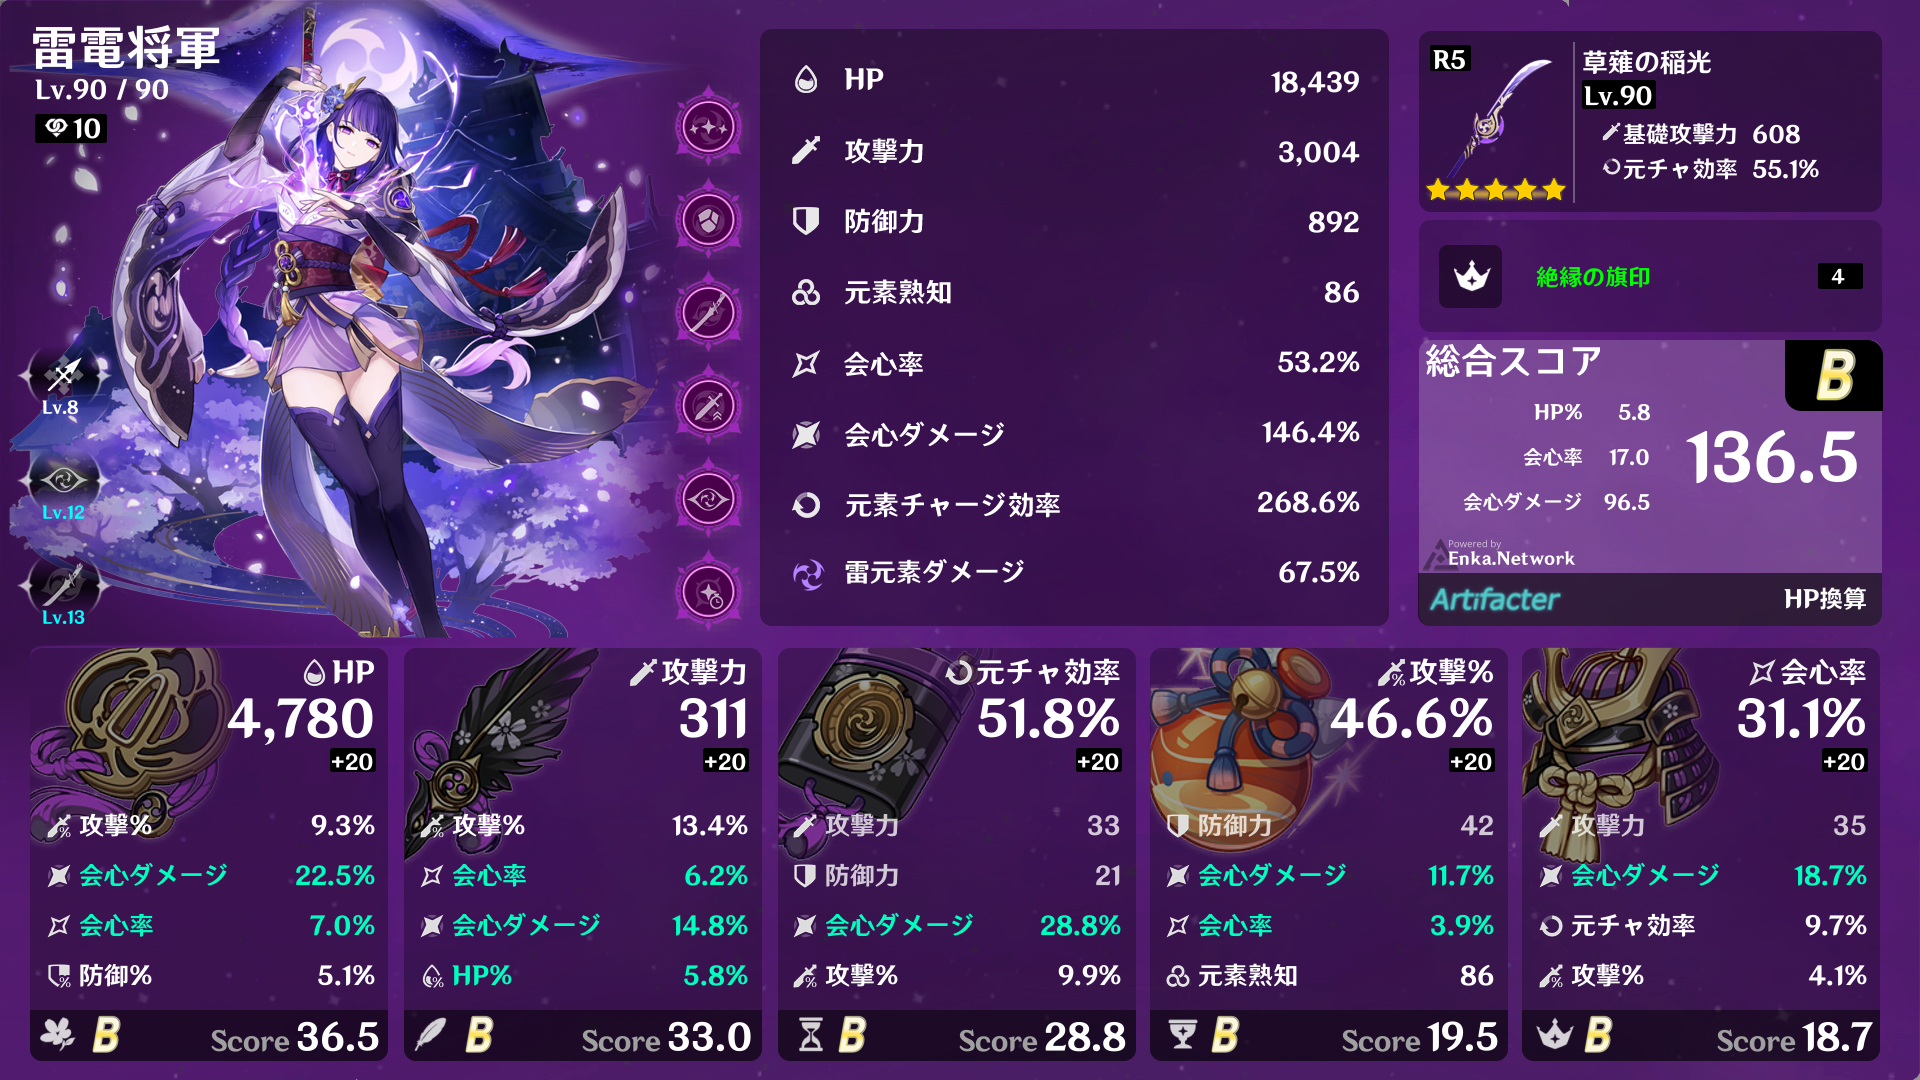 雷電将軍
Lv.90 / 90
10
Lv.8
Lv.12
Lv.13
HP 18,439
攻撃力 3,004
防御力 892
元素熟知 86
会心率 53.2%
会心ダメージ 146.4%
元素チャージ効率 268.6%
雷元素ダメージ 67.5%
R5
草薙の稲光
Lv.90
基礎攻撃力 608
元チャ効率 55.1%
絶縁の旗印 4
総合スコア B
HP% 5.8
会心率 17.0
会心ダメージ 96.5
136.5
Powered by
Enka.Network
Artifacter HP換算
HP
4,780
+20
攻撃% 9.3%
会心ダメージ 22.5%
会心率 7.0%
防御% 5.1%
B Score 36.5
攻撃力
311
+20
攻撃% 13.4%
会心率 6.2%
会心ダメージ 14.8%
HP% 5.8%
B Score 33.0
元チャ効率
51.8%
+20
攻撃力 33
防御力 21
会心ダメージ 28.8%
攻撃% 9.9%
B Score 28.8
攻撃%
46.6%
+20
防御力 42
会心ダメージ 11.7%
会心率 3.9%
元素熟知 86
B Score 19.5
会心率
31.1%
+20
攻撃力 35
会心ダメージ 18.7%
元チャ効率 9.7%
攻撃% 4.1%
B Score 18.7